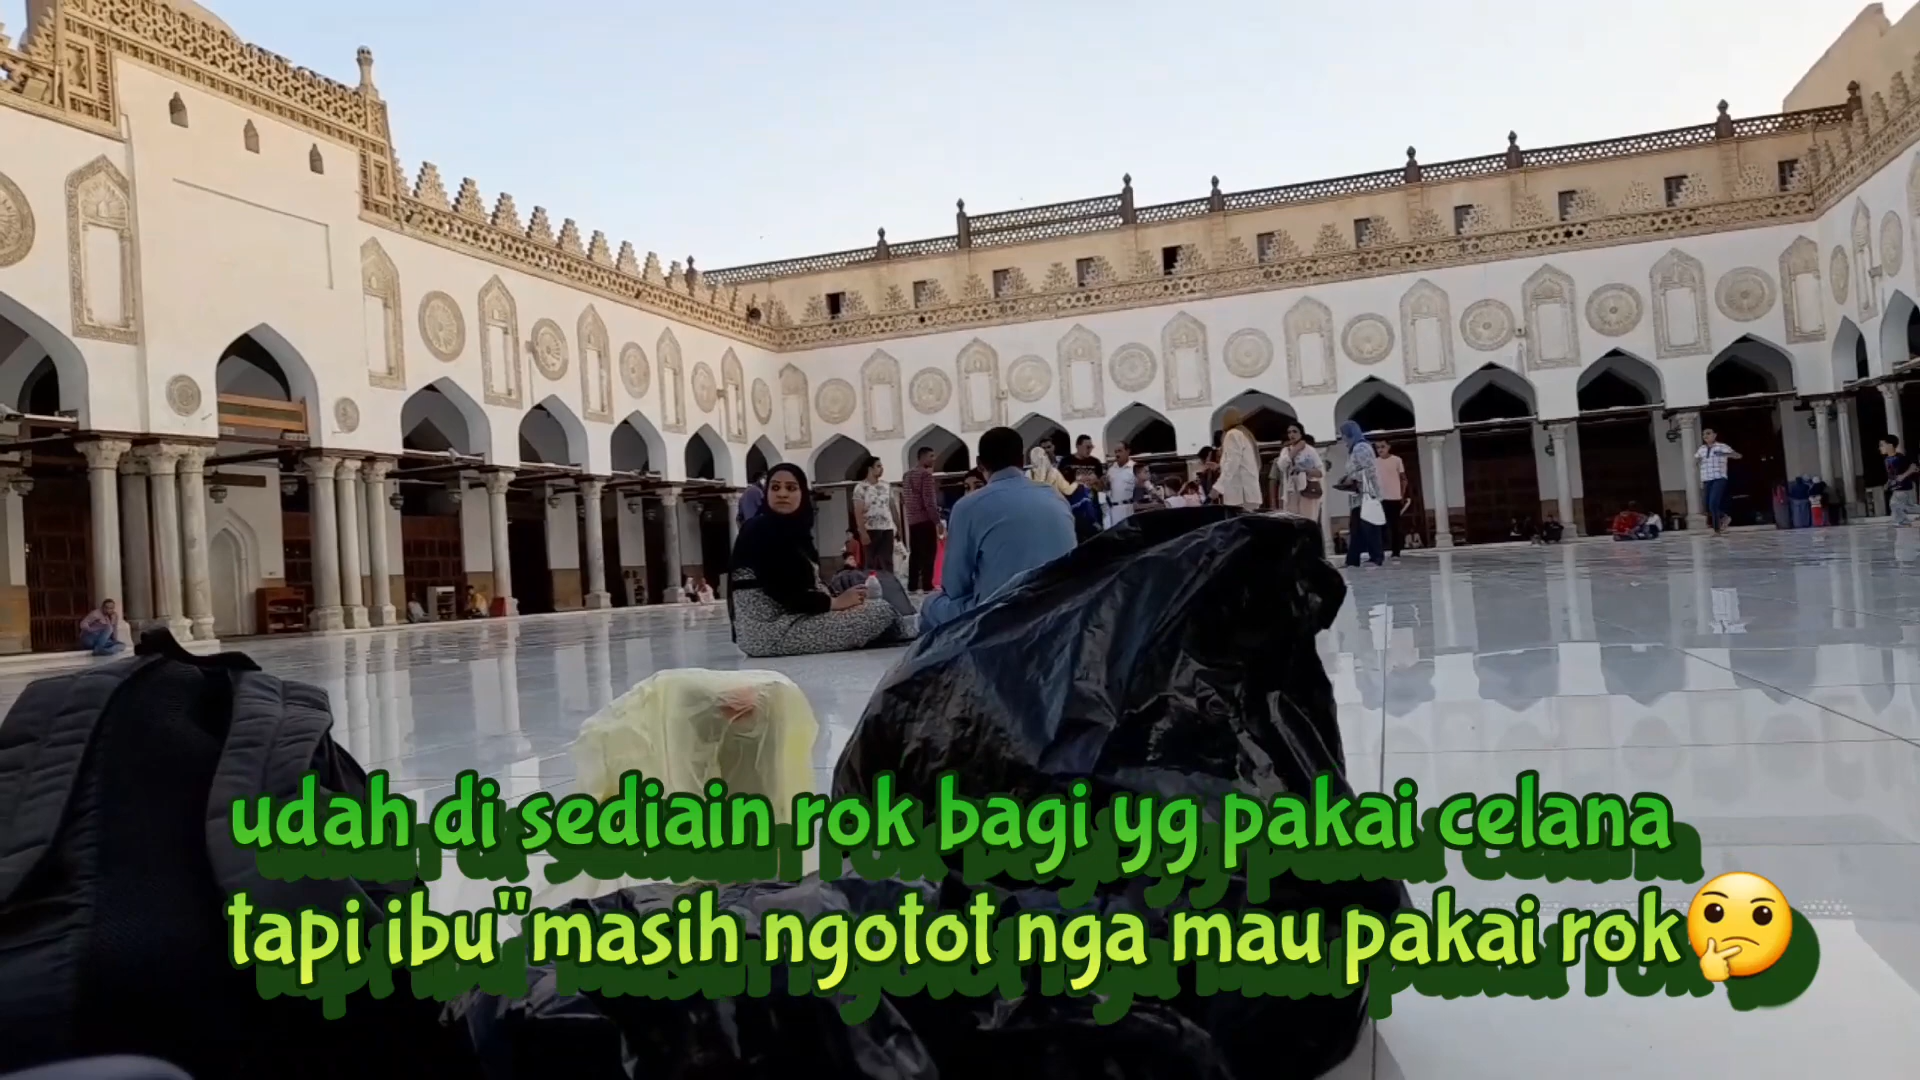 udah di sediain rok bagi yg pakai celana
tapi ibu"masih ngotot nga mau pakai rok🤔